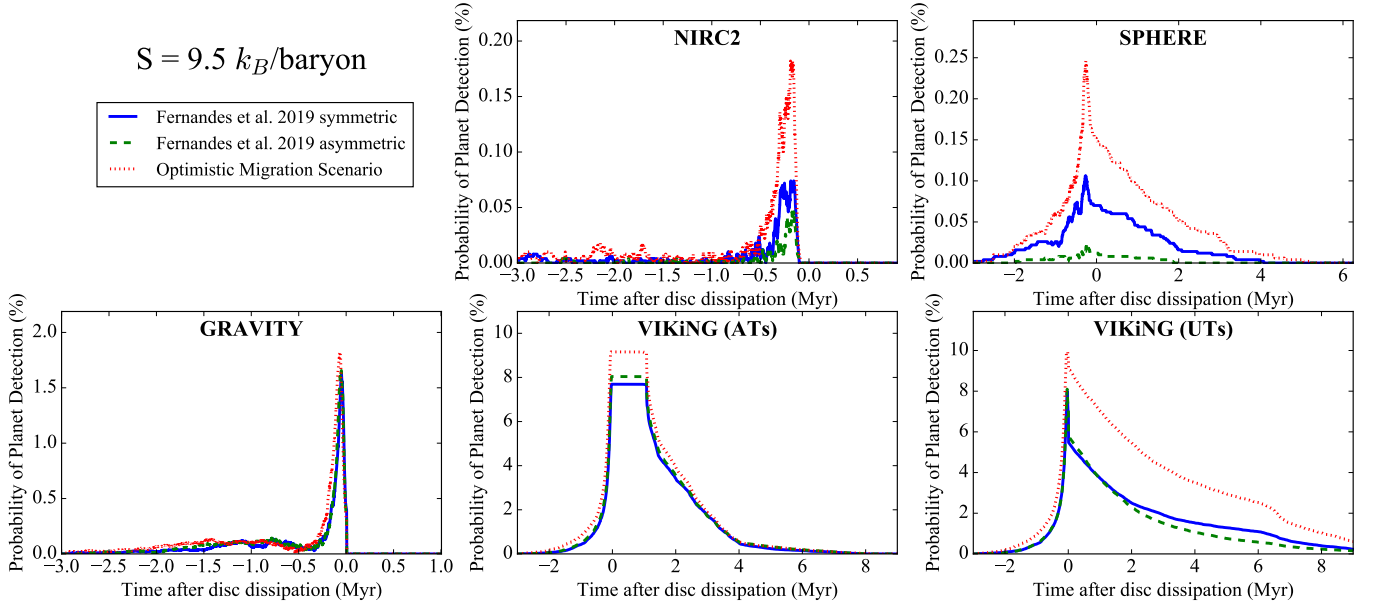 S = 9.5 k_B/baryon
Fernandes et al. 2019 symmetric
Fernandes et al. 2019 asymmetric
Optimistic Migration Scenario
NIRC2
Probability of Planet Detection (%)
0.20
0.15
0.10
0.05
0.00
−3.0 −2.5 −2.0 −1.5 −1.0 −0.5 0.0 0.5
Time after disc dissipation (Myr)
SPHERE
Probability of Planet Detection (%)
0.25
0.20
0.15
0.10
0.05
0.00
−2 0 2 4 6
Time after disc dissipation (Myr)
GRAVITY
Probability of Planet Detection (%)
2.0
1.5
1.0
0.5
0.0
−3.0 −2.5 −2.0 −1.5 −1.0 −0.5 0.0 0.5 1.0
Time after disc dissipation (Myr)
VIKiNG (ATs)
Probability of Planet Detection (%)
10
8
6
4
2
0
−2 0 2 4 6 8
Time after disc dissipation (Myr)
VIKiNG (UTs)
Probability of Planet Detection (%)
10
8
6
4
2
0
−2 0 2 4 6 8
Time after disc dissipation (Myr)